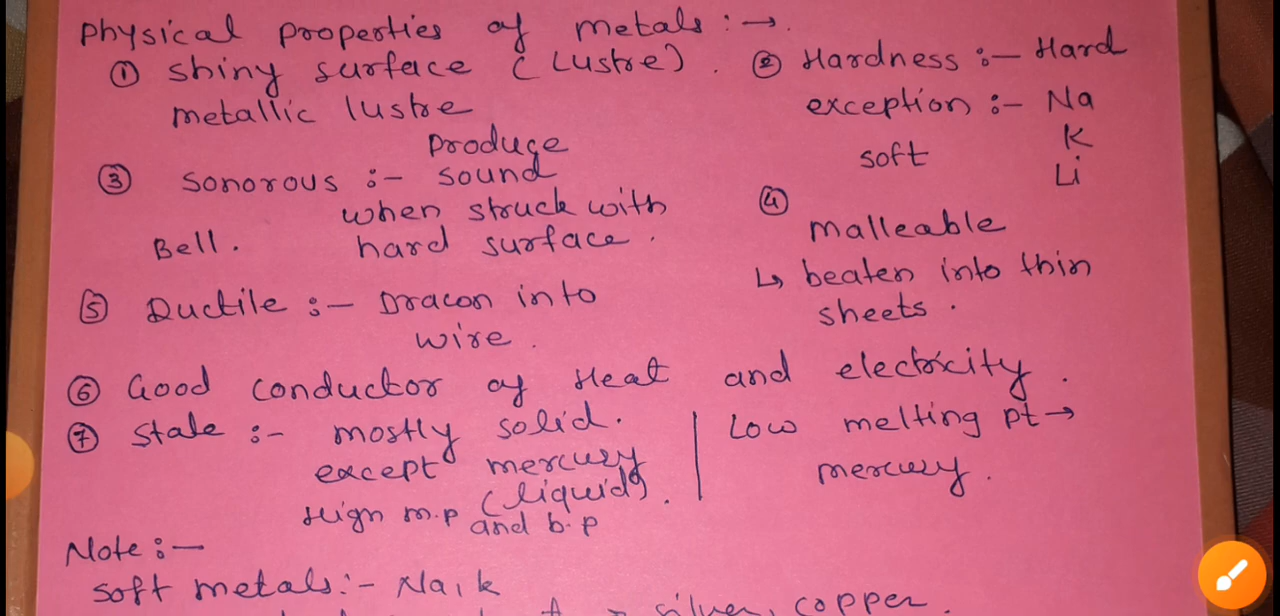 Physical properties of metals :→.
① shiny surface (Lustre).
metallic lustre
② Hardness :- Hard
exception :- Na
soft K
Li
③ Sonorous :- Produce sound
when struck with
Bell. hard surface.
④ malleable
↳ beaten into thin
sheets.
⑤ Ductile :- Drawn into
wire.
⑥ Good conductor of Heat and electricity.
⑦ State :- mostly solid.
except mercury
(liquid).
High m.p and b.p
Low melting pt →
mercury.
Note :-
soft metals :- Na, K
silver, copper.